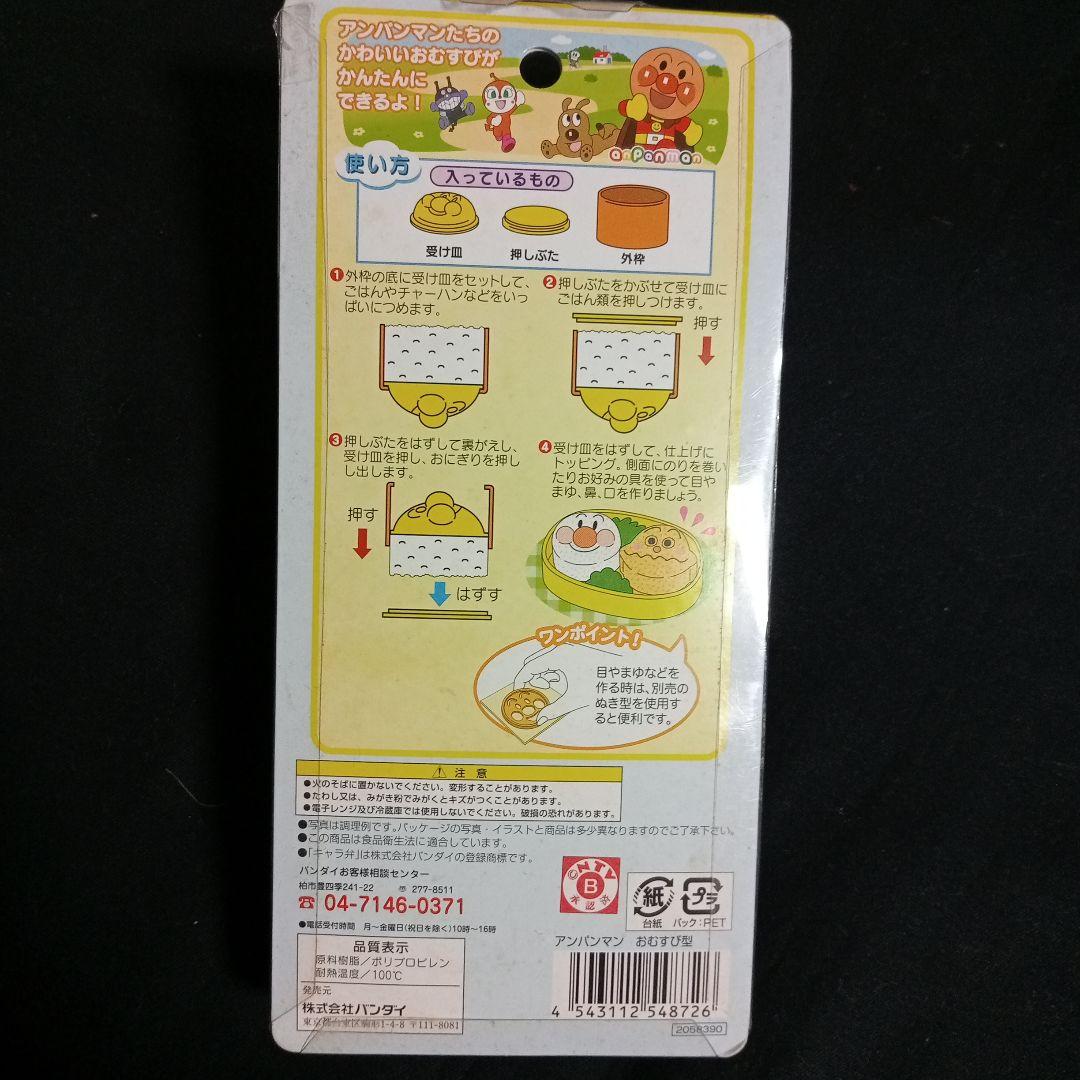 アンパンマンたちの
かわいいおむすびが
かんたんに
できるよ！
anpanman
使い方
入っているもの
受け皿
押しぶた
外枠
❶外枠の底に受け皿をセットして、
ごはんやチャーハンなどをいっ
ぱいにつめます。
❷押しぶたをかぶせて受け皿に
ごはん類を押しつけます。
押す
❸押しぶたをはずして裏がえし、
受け皿を押し、おにぎりを押し
出します。
押す
はずす
❹受け皿をはずして、仕上げに
トッピング。側面にのりを巻い
たりお好みの具を使って目や
まゆ、鼻、口を作りましょう。
ワンポイント！
目やまゆなどを
作る時は、別売の
ぬき型を使用す
ると便利です。
⚠注意
●火のそばに置かないでください。変形することがあります。
●たわし又は、みがき粉でみがくとキズがつくことがあります。
●電子レンジ及び冷蔵庫では使用しないでください。破損の恐れがあります。
●写真は調理例です。パッケージの写真・イラストと商品は多少異なりますのでご了承下さい。
●この商品は食品衛生法に適合しています。
●「キャラ弁」は株式会社バンダイの登録商標です。
バンダイお客様相談センター
柏市豊四季241-22 〒277-8511
☎ 04-7146-0371
●電話受付時間 月〜金曜日(祝日を除く)10時〜16時
©NTV
B
承認
紙
台紙
プラ
パック:PET
品質表示
原料樹脂／ポリプロピレン
耐熱温度／100℃
発売元
株式会社バンダイ
東京都台東区駒形1-4-8 〒111-8081
アンパンマン おむすび型
4 543112 548726
2058390